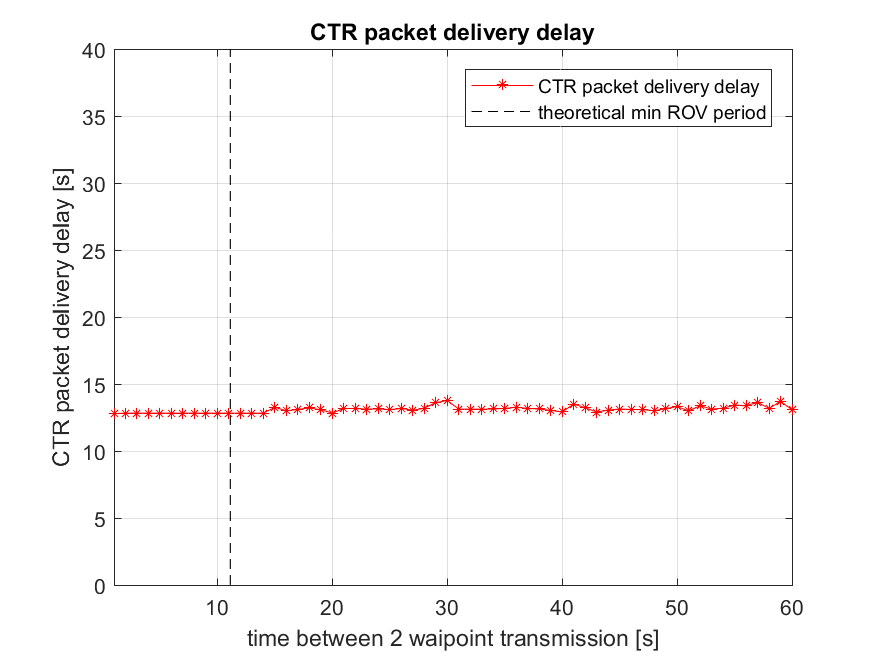 CTR packet delivery delay
CTR packet delivery delay
theoretical min ROV period
CTR packet delivery delay [s]
40
35
30
25
20
15
10
5
0
10 20 30 40 50 60
time between 2 waipoint transmission [s]